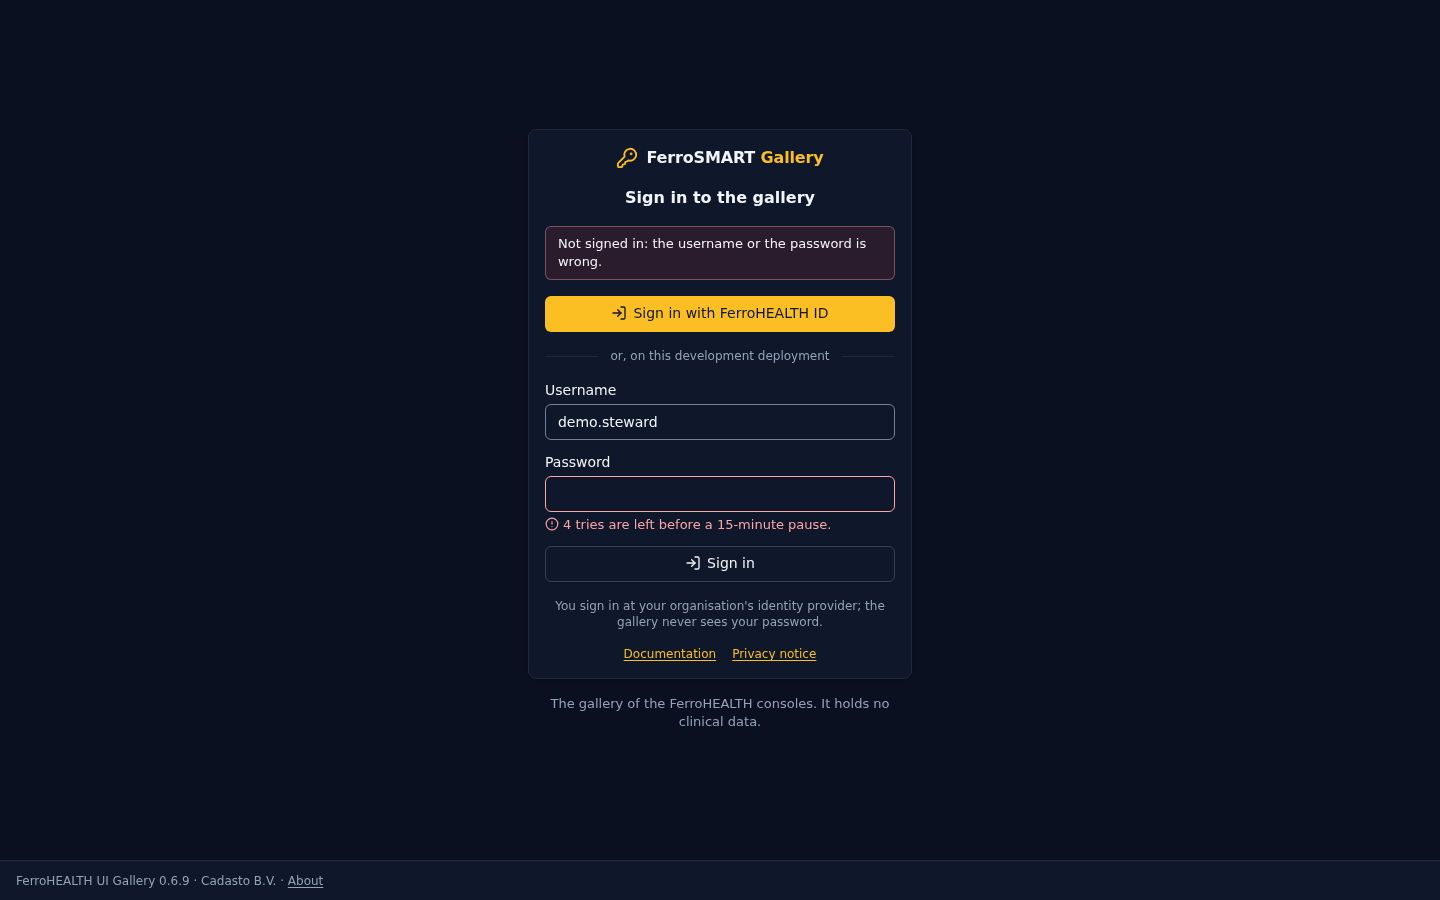 FerroSMART Gallery
Sign in to the gallery
Not signed in: the username or the password is
wrong.
Sign in with FerroHEALTH ID
or, on this development deployment
Username
demo.steward
Password
4 tries are left before a 15-minute pause.
Sign in
You sign in at your organisation's identity provider; the
gallery never sees your password.
Documentation Privacy notice
The gallery of the FerroHEALTH consoles. It holds no
clinical data.
FerroHEALTH UI Gallery 0.6.9 · Cadasto B.V. · About